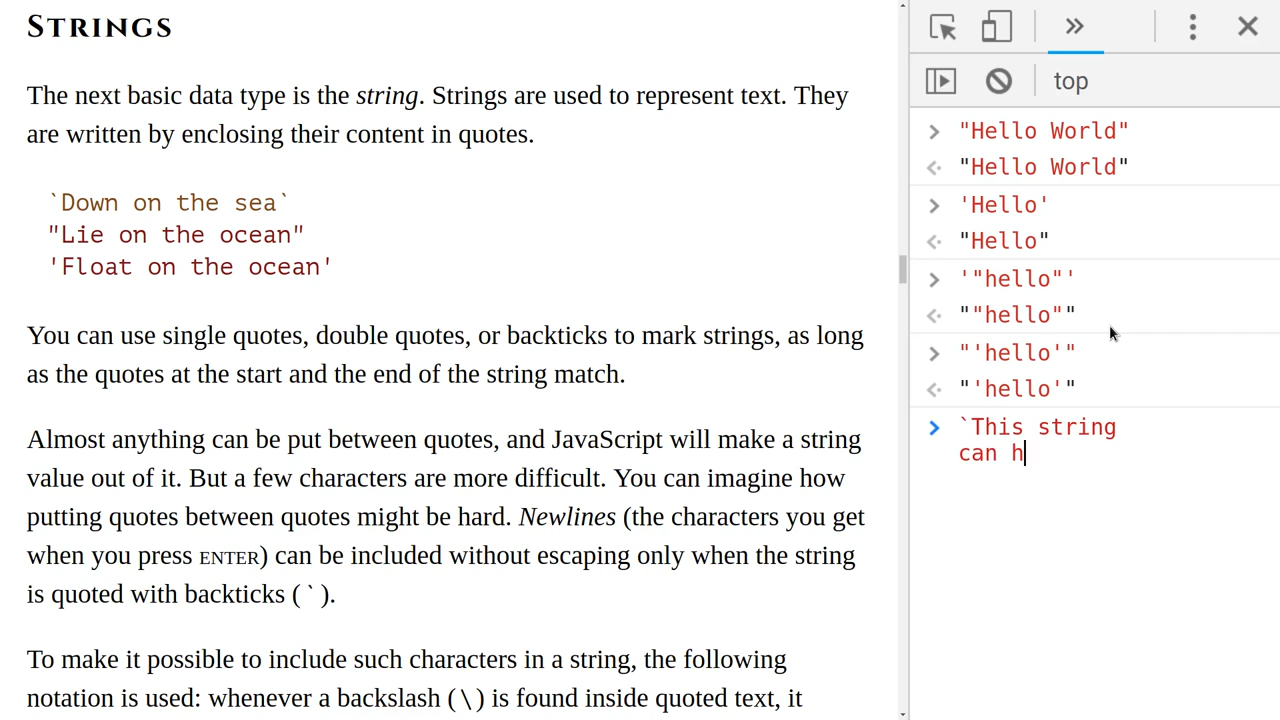 STRINGS
The next basic data type is the string. Strings are used to represent text. They
are written by enclosing their content in quotes.
`Down on the sea`
"Lie on the ocean"
'Float on the ocean'
You can use single quotes, double quotes, or backticks to mark strings, as long
as the quotes at the start and the end of the string match.
Almost anything can be put between quotes, and JavaScript will make a string
value out of it. But a few characters are more difficult. You can imagine how
putting quotes between quotes might be hard. Newlines (the characters you get
when you press ENTER) can be included without escaping only when the string
is quoted with backticks (`).
To make it possible to include such characters in a string, the following
notation is used: whenever a backslash (\) is found inside quoted text, it
top
"Hello World"
"Hello World"
'Hello'
"Hello"
'"hello"'
""hello""
"'hello'"
"'hello'"
`This string
can h